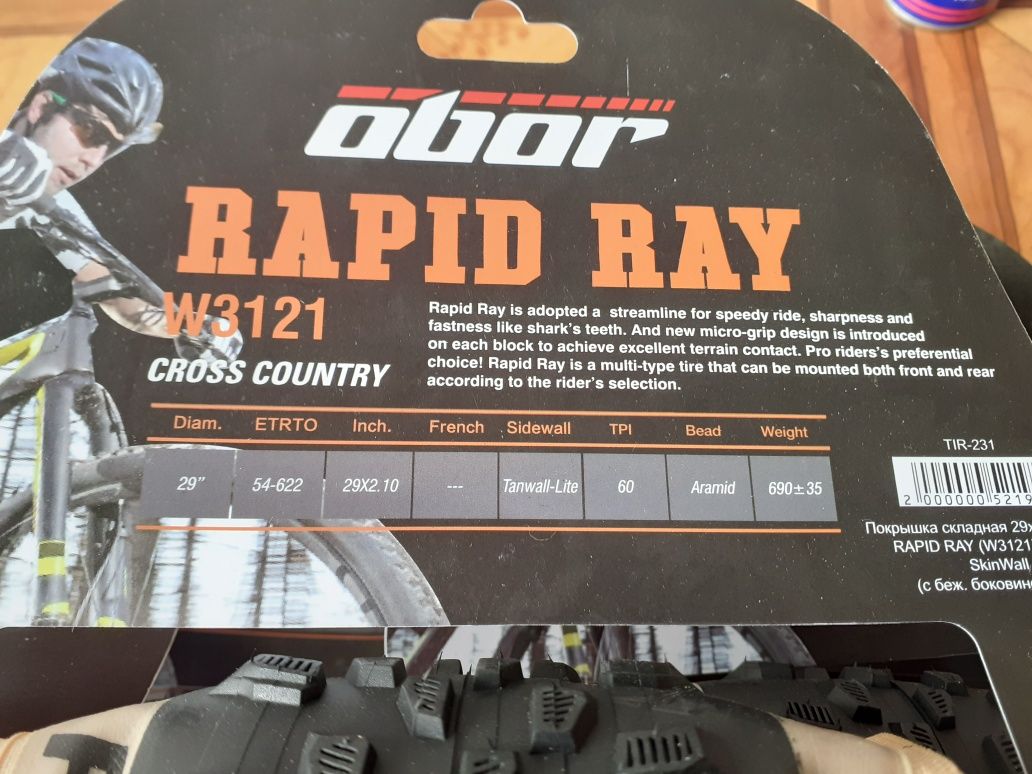 obor
RAPID RAY
W3121
CROSS COUNTRY
Rapid Ray is adopted a streamline for speedy ride, sharpness and
fastness like shark's teeth. And new micro-grip design is introduced
on each block to achieve excellent terrain contact. Pro riders's preferential
choice! Rapid Ray is a multi-type tire that can be mounted both front and rear
according to the rider's selection.
Diam. ETRTO Inch. French Sidewall TPI Bead Weight
29” 54-622 29X2.10 --- Tanwall-Lite 60 Aramid 690±35
TIR-231
2 000000 5219
Покрышка складная 29x
RAPID RAY (W3121
SkinWall,
(с беж.